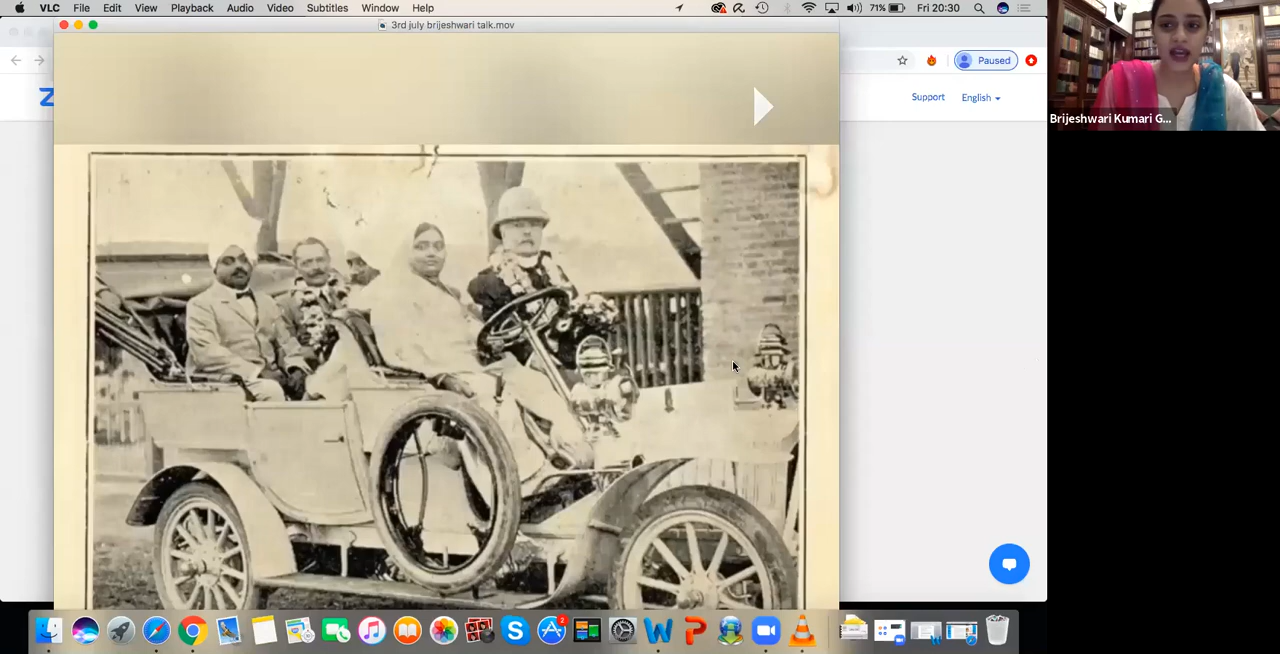 VLC File Edit View Playback Audio Video Subtitles Window Help 71% Fri 20:30
3rd july brijeshwari talk.mov
Paused
Support English
Brijeshwari Kumari G...
2